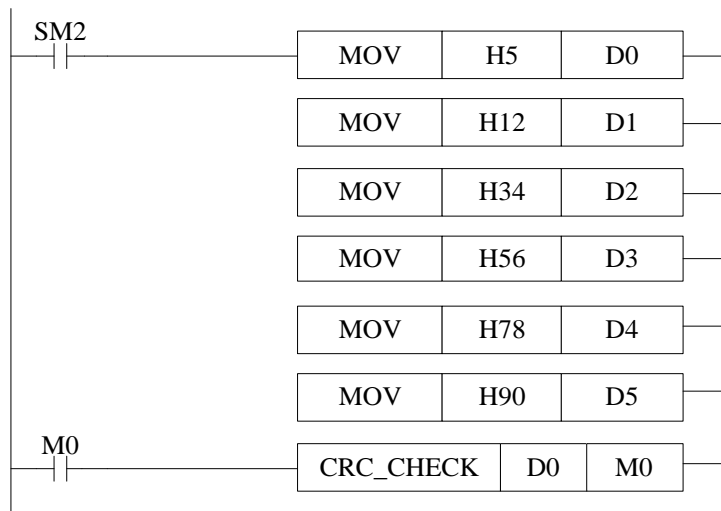 SM2
MOV H5 D0
MOV H12 D1
MOV H34 D2
MOV H56 D3
MOV H78 D4
MOV H90 D5
M0
CRC_CHECK D0 M0